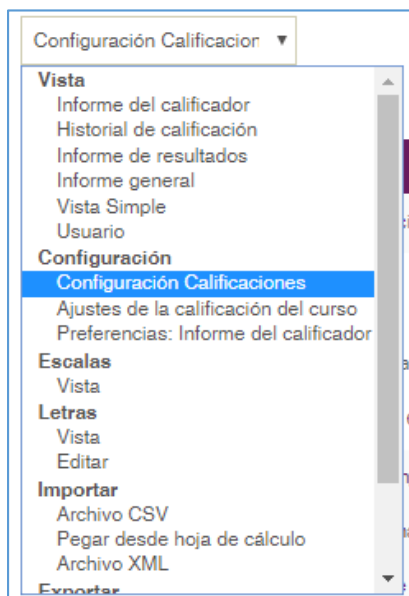 Configuración Calificacior
Vista
Informe del calificador
Historial de calificación
Informe de resultados
Informe general
Vista Simple
Usuario
Configuración
Configuración Calificaciones
Ajustes de la calificación del curso
Preferencias: Informe del calificador
Escalas
Vista
Letras
Vista
Editar
Importar
Archivo CSV
Pegar desde hoja de cálculo
Archivo XML
Exportar